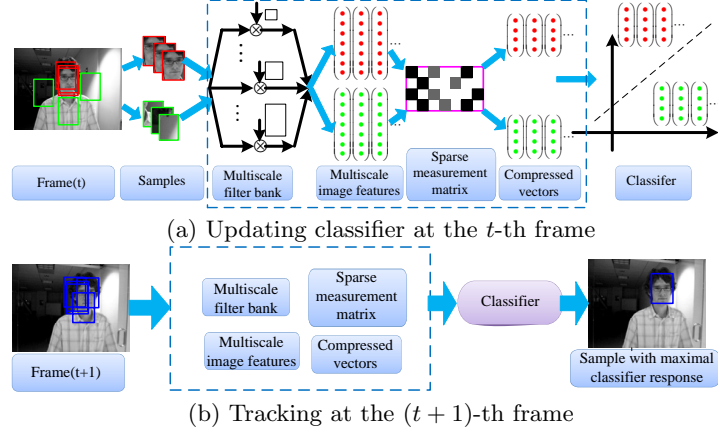 Frame(t)
Samples
Multiscale
filter bank
Multiscale
image features
Sparse
measurement
matrix
Compressed
vectors
Classifer
(a) Updating classifier at the t-th frame
Frame(t+1)
Multiscale
filter bank
Sparse
measurement
matrix
Multiscale
image features
Compressed
vectors
Classifier
Sample with maximal
classifier response
(b) Tracking at the (t + 1)-th frame